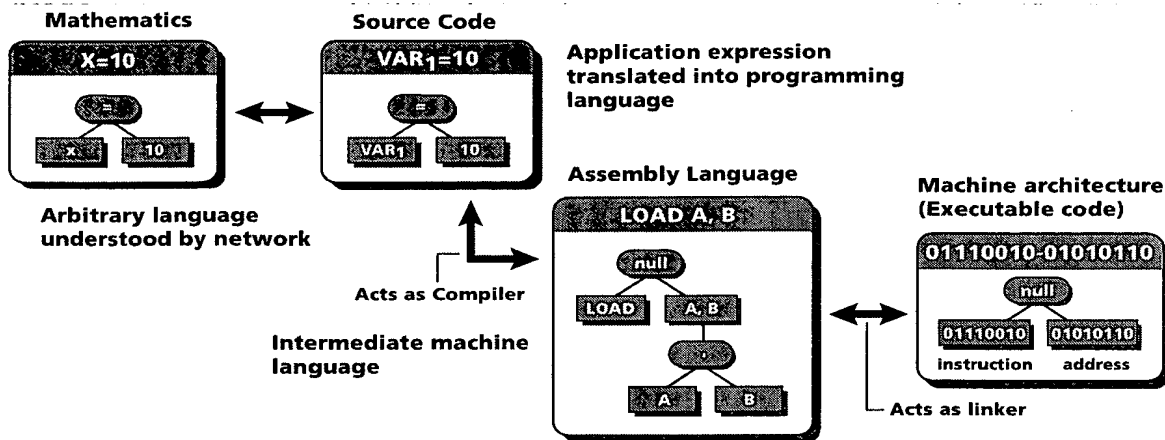 Mathematics
X=10
=
x
10
Source Code
VAR₁=10
=
VAR₁
10
Application expression
translated into programming
language
Arbitrary language
understood by network
Acts as Compiler
Intermediate machine
language
Assembly Language
LOAD A, B
null
LOAD
A, B
A
B
Machine architecture
(Executable code)
01110010-01010110
null
01110010
01010110
instruction
address
Acts as linker